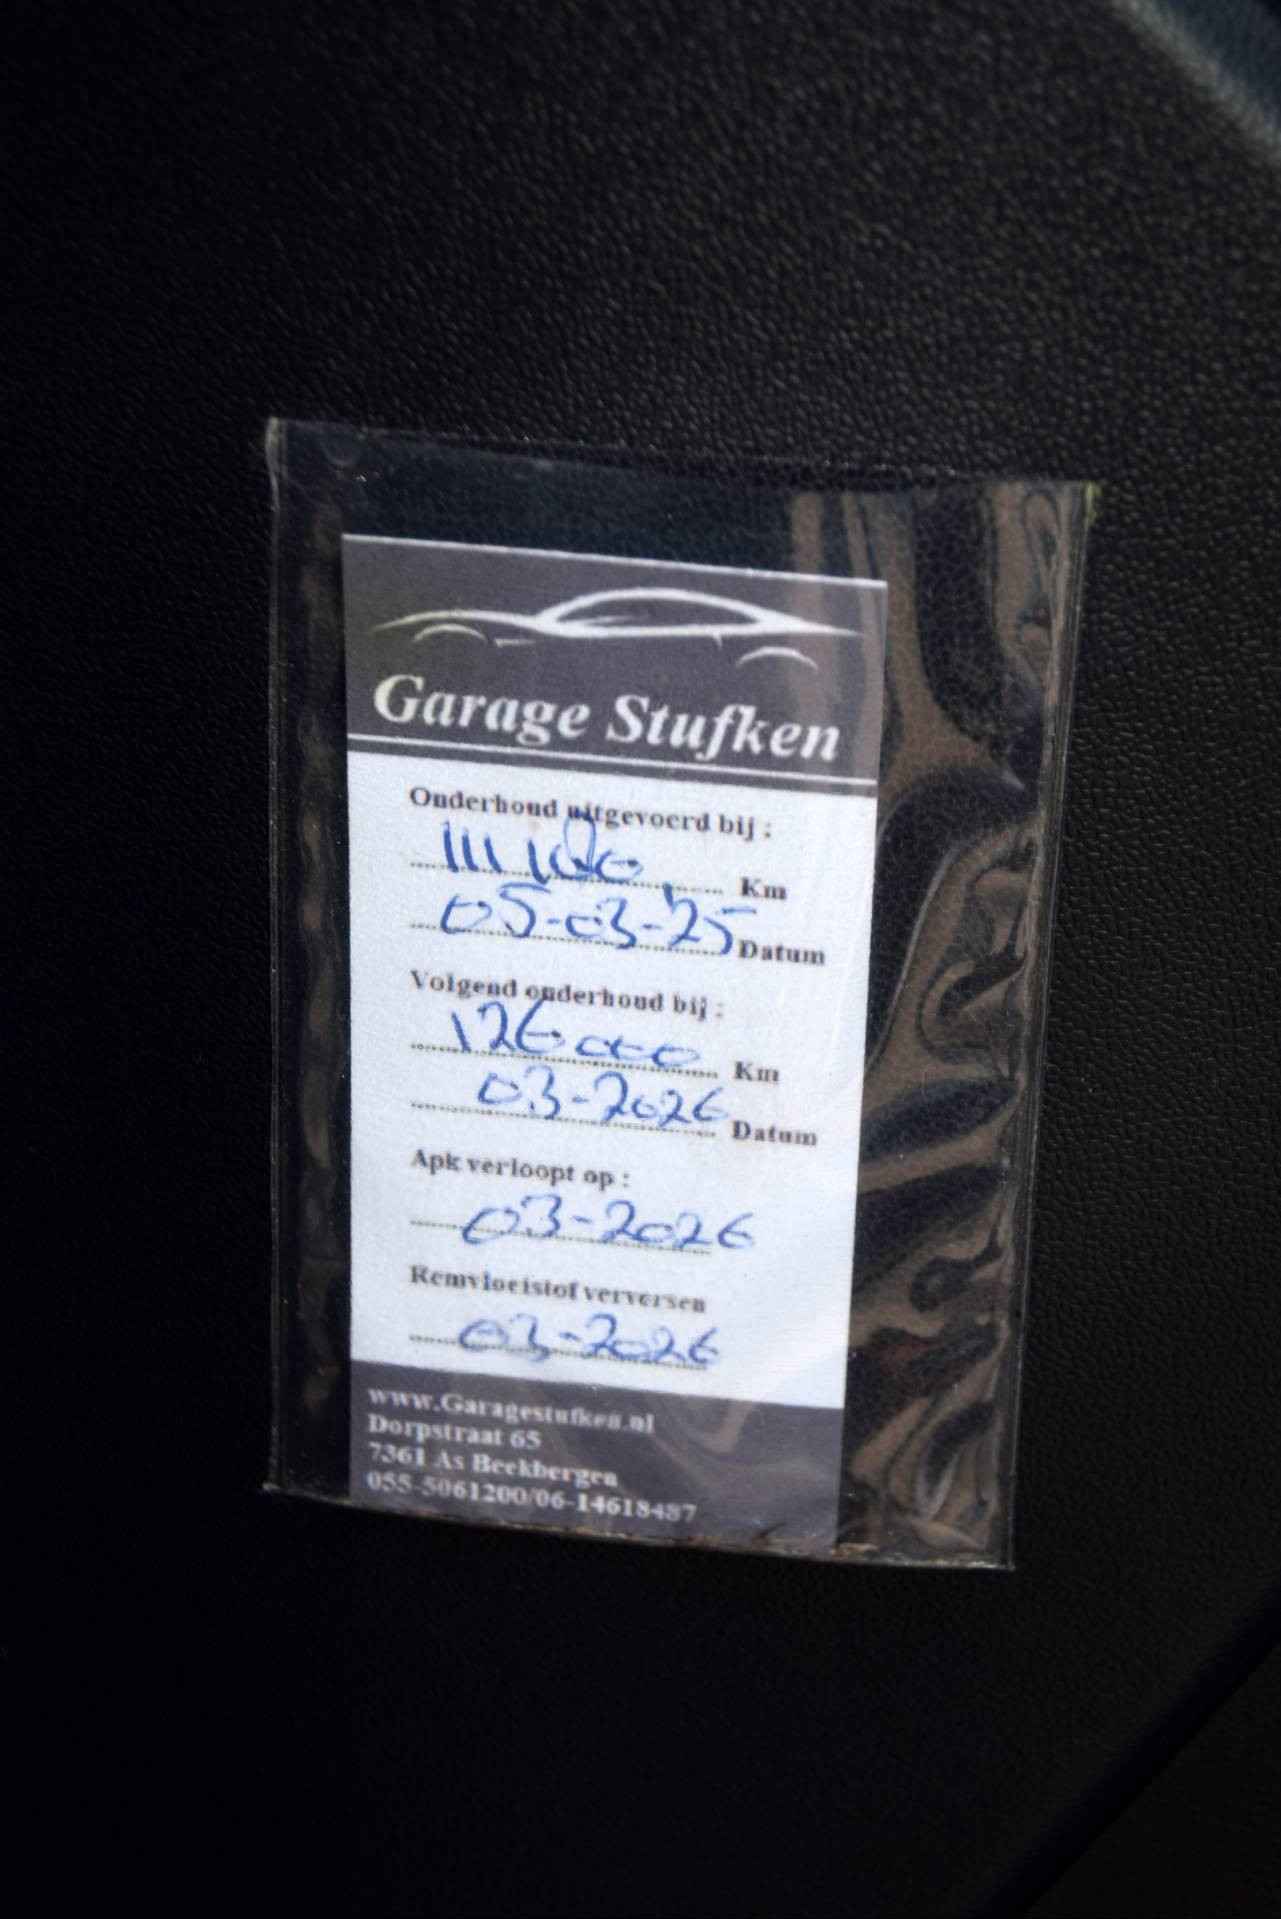 Garage Stufken
Onderhoud uitgevoerd bij :
Km
05-03-25 Datum
Volgend onderhoud bij :
126000 Km
03-2026 Datum
Apk verloopt op :
03-2026
Remvloeistof verversen
03-2026
www.Garagestufken.nl
Dorpstraat 65
7361 As Beekbergen
055-5061200/06-14618487